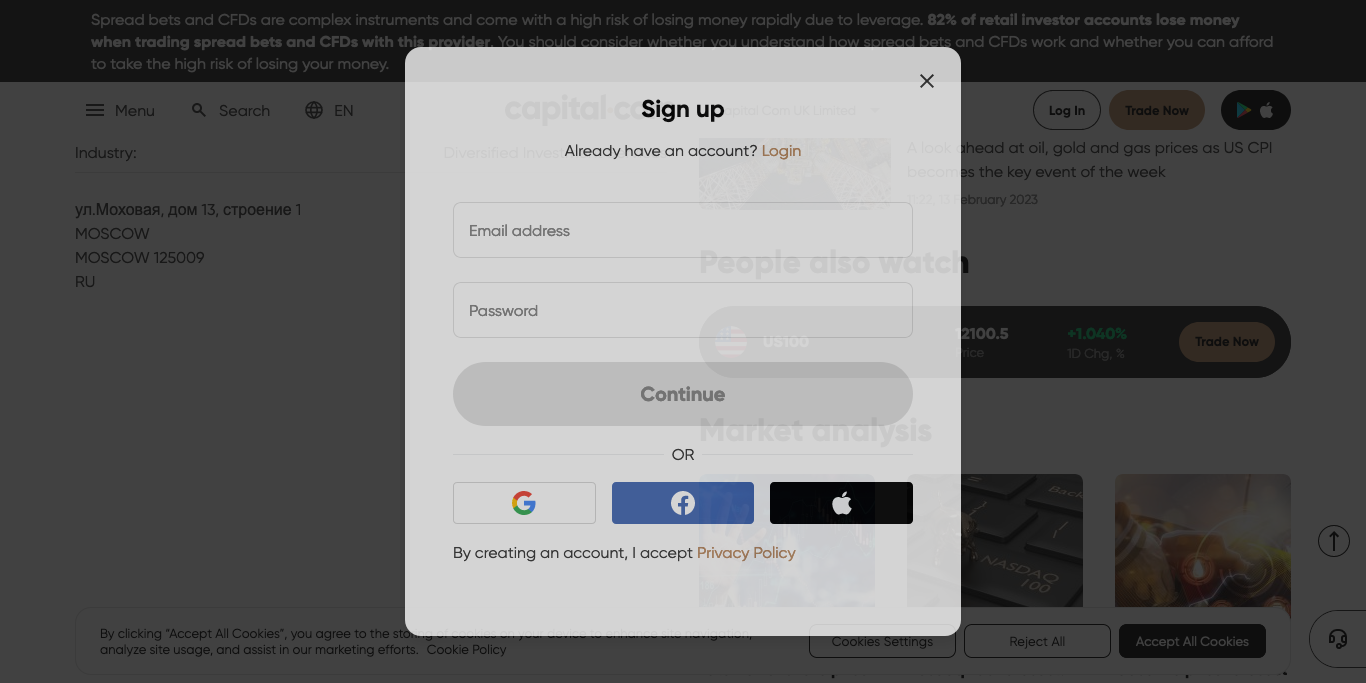 Spread bets and CFDs are complex instruments and come with a high risk of losing money rapidly due to leverage. 82% of retail investor accounts lose money
when trading spread bets and CFDs with this provider. You should consider whether you understand how spread bets and CFDs work and whether you can afford
to take the high risk of losing your money.
Menu
Search
EN
capital.co
Capital Com UK Limited
Log In
Trade Now
Sign up
Already have an account? Login
Industry:
Diversified Inves
A look ahead at oil, gold and gas prices as US CPI
becomes the key event of the week
13 February 2023
ул.Моховая, дом 13, строение 1
MOSCOW
MOSCOW 125009
RU
Email address
People also watch
Password
US100
12100.5
Price
+1.040%
1D Chg, %
Trade Now
Continue
Market analysis
OR
Back
NASDAQ
100
By creating an account, I accept Privacy Policy
By clicking “Accept All Cookies”, you agree to the storing of cookies on your device to enhance site navigation,
analyze site usage, and assist in our marketing efforts. Cookie Policy
Cookies Settings
Reject All
Accept All Cookies